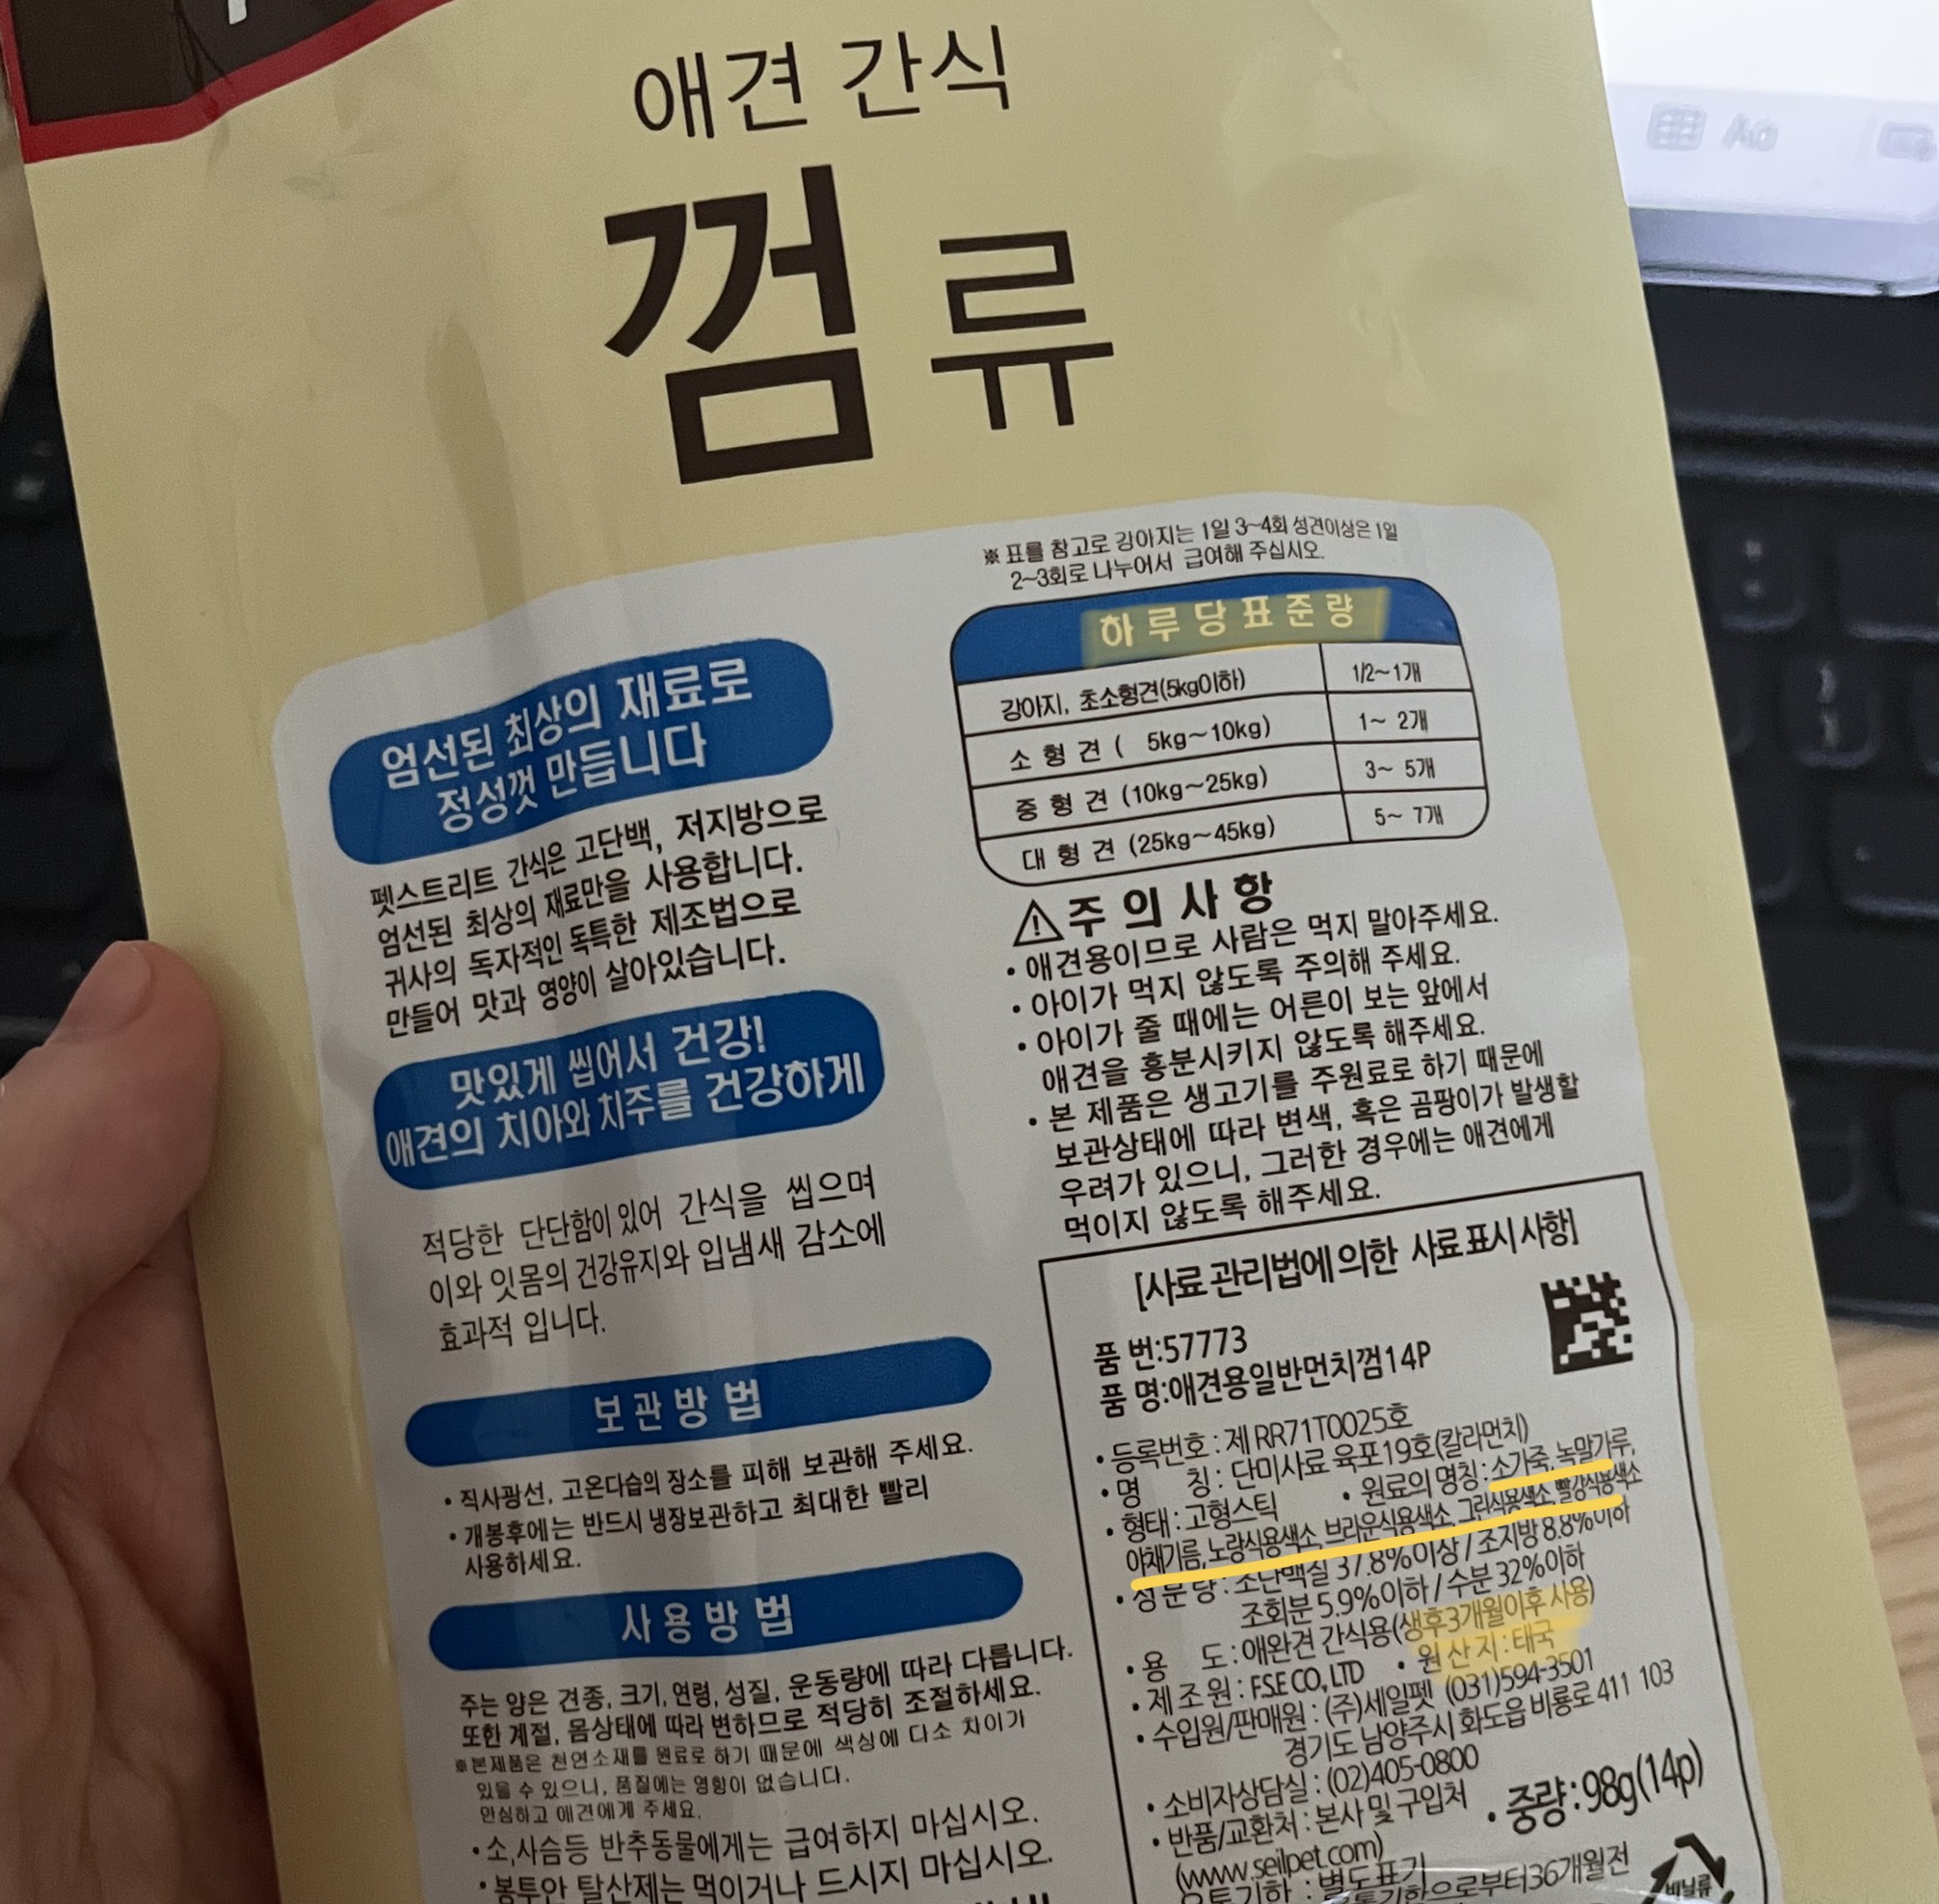 애견 간식
껌류
엄선된 최상의 재료로
정성껏 만듭니다
펫스트리트 간식은 고단백, 저지방으로
엄선된 최상의 재료만을 사용합니다.
귀사의 독자적인 독특한 제조법으로
만들어 맛과 영양이 살아있습니다.
맛있게 씹어서 건강!
애견의 치아와 치주를 건강하게
적당한 단단함이 있어 간식을 씹으며
이와 잇몸의 건강유지와 입냄새 감소에
효과적 입니다.
보관방법
• 직사광선, 고온다습의 장소를 피해 보관해 주세요.
• 개봉후에는 반드시 냉장보관하고 최대한 빨리
사용하세요.
사용방법
주는 양은 견종, 크기, 연령, 성질, 운동량에 따라 다릅니다.
또한 계절, 몸상태에 따라 변하므로 적당히 조절하세요.
※본제품은 천연소재를 원료로 하기 때문에 색상에 다소 차이가
있을 수 있으니, 품질에는 영향이 없습니다.
안심하고 애견에게 주세요.
• 소,사슴등 반추동물에게는 급여하지 마십시오.
• 봉투안 탈산제는 먹이거나 드시지 마십시오.
※ 표를 참고로 강아지는 1일 3~4회 성견이상은 1일
2~3회로 나누어서 급여해 주십시오.
하루당표준량
강아지, 초소형견(5kg이하) 1/2~1개
소형견 ( 5kg~10kg) 1~ 2개
중형견 (10kg~25kg) 3~ 5개
대형견 (25kg~45kg) 5~ 7개
주의사항
• 애견용이므로 사람은 먹지 말아주세요.
• 아이가 먹지 않도록 주의해 주세요.
• 아이가 줄 때에는 어른이 보는 앞에서
애견을 흥분시키지 않도록 해주세요.
• 본 제품은 생고기를 주원료로 하기 때문에
보관상태에 따라 변색, 혹은 곰팡이가 발생할
우려가 있으니, 그러한 경우에는 애견에게
먹이지 않도록 해주세요.
[사료관리법에 의한 사료표시사항]
품 번:57773
품 명:애견용일반먼치껌14P
• 등록번호 : 제 RR71T0025호
• 명 칭 : 단미사료 육포19호(칼라먼치)
• 형태 : 고형스틱 • 원료의 명칭 : 소가죽, 녹말가루,
야채기름, 노랑식용색소, 브라운식용색소, 그린식용색소, 빨강식용색소
• 성 분 량 : 조단백질 37.8%이상 / 조지방 8.8%이하
조회분 5.9%이하 / 수분 32%이하
• 용 도 : 애완견 간식용(생후3개월이후 사용)
• 제 조 원 : F.S.E CO., LTD • 원 산 지 : 태국
• 수입원/판매원 : (주)세일펫 (031)594-3501
경기도 남양주시 화도읍 비룡로 411 103
• 소비자상담실 : (02)405-0800
• 반품/교환처 : 본사 및 구입처 • 중량 : 98g(14p)
(www.seilpet.com)
유통기한 : 별도표기
36개월전
비닐류